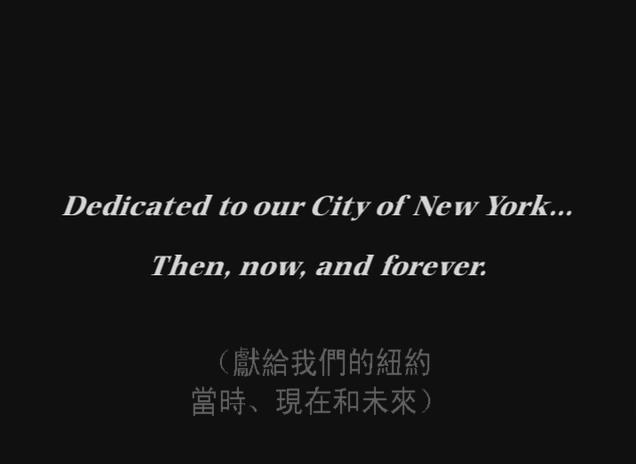 Dedicated to our City of New York...
Then, now, and forever.
（獻給我們的紐約
當時、現在和未來）